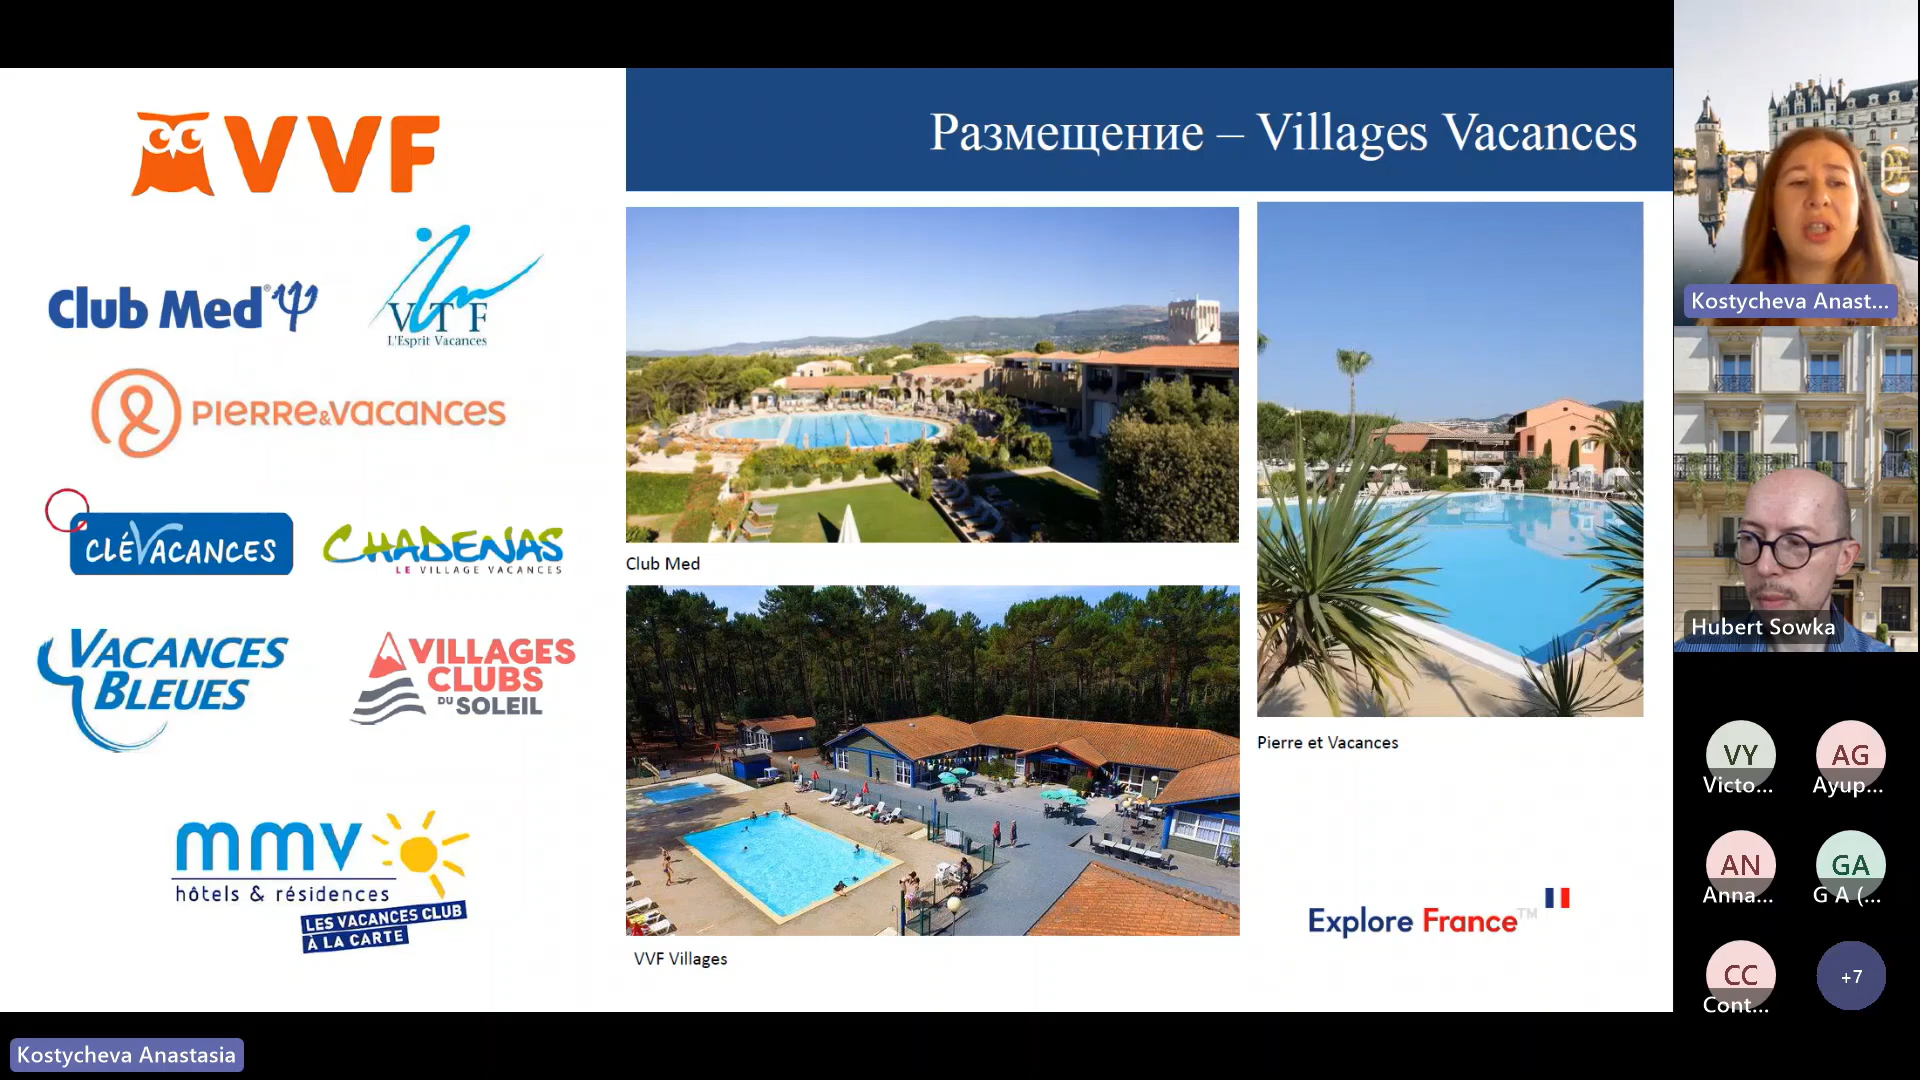 VVF
Club Med
VTF
L'Esprit Vacances
PIERRE&VACANCES
CLÉVACANCES
CHADENAS
LE VILLAGE VACANCES
VACANCES
BLEUES
VILLAGES
CLUBS
DU SOLEIL
mmv
hôtels & résidences
LES VACANCES CLUB
À LA CARTE
Размещение – Villages Vacances
Club Med
VVF Villages
Pierre et Vacances
Explore France™
Kostycheva Anast...
Hubert Sowka
VY
Victo...
AG
Ayup...
AN
Anna...
GA
G A (...
CC
Cont...
+7
Kostycheva Anastasia